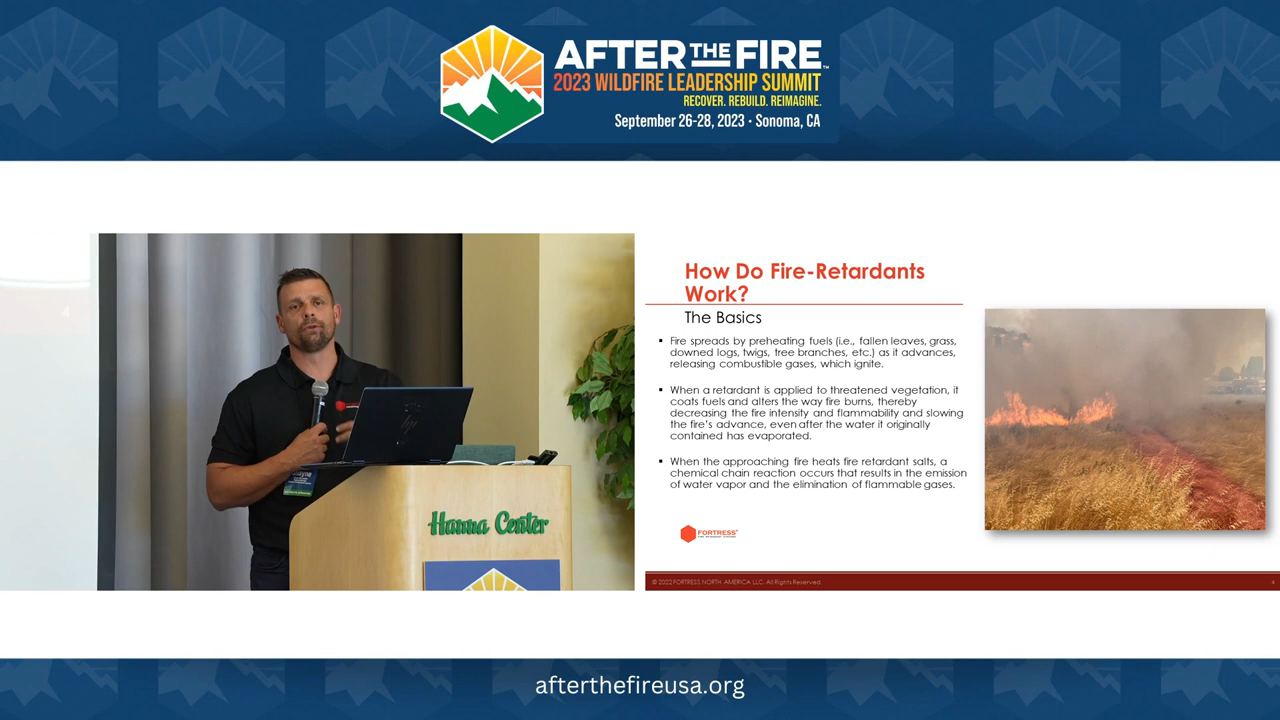 AFTER THE FIRE™
2023 WILDFIRE LEADERSHIP SUMMIT
RECOVER. REBUILD. REIMAGINE.
September 26-28, 2023 • Sonoma, CA
4
Hanna Center
How Do Fire-Retardants
Work?
The Basics
▪ Fire spreads by preheating fuels (i.e., fallen leaves, grass,
downed logs, twigs, tree branches, etc.) as it advances,
releasing combustible gases, which ignite.
▪ When a retardant is applied to threatened vegetation, it
coats fuels and alters the way fire burns, thereby
decreasing the fire intensity and flammability and slowing
the fire's advance, even after the water it originally
contained has evaporated.
▪ When the approaching fire heats fire retardant salts, a
chemical chain reaction occurs that results in the emission
of water vapor and the elimination of flammable gases.
FORTRESS
FIRE RETARDANT SYSTEMS
© 2022 FORTRESS NORTH AMERICA LLC. All Rights Reserved.
4
afterthefireusa.org